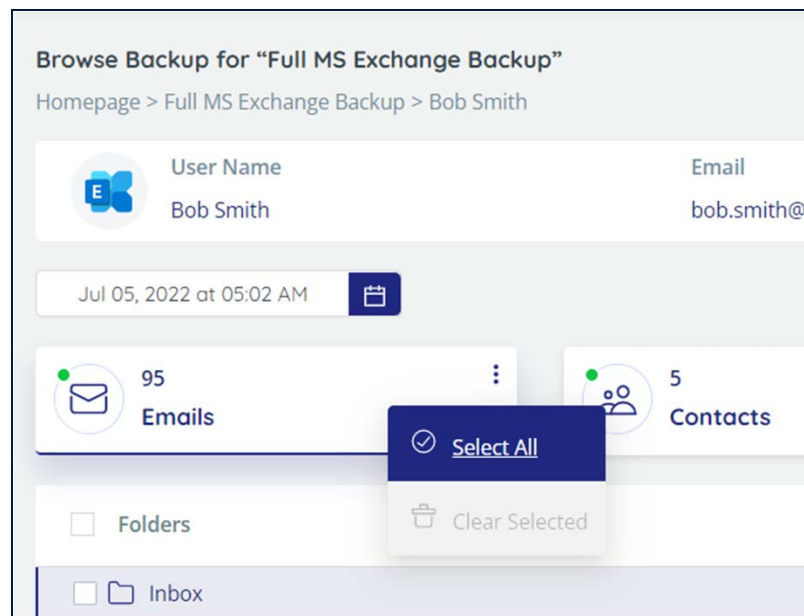 Browse Backup for “Full MS Exchange Backup”
Homepage > Full MS Exchange Backup > Bob Smith
User Name
Email
Bob Smith
bob.smith@
Jul 05, 2022 at 05:02 AM
95
Emails
5
Contacts
Select All
Clear Selected
Folders
Inbox
E